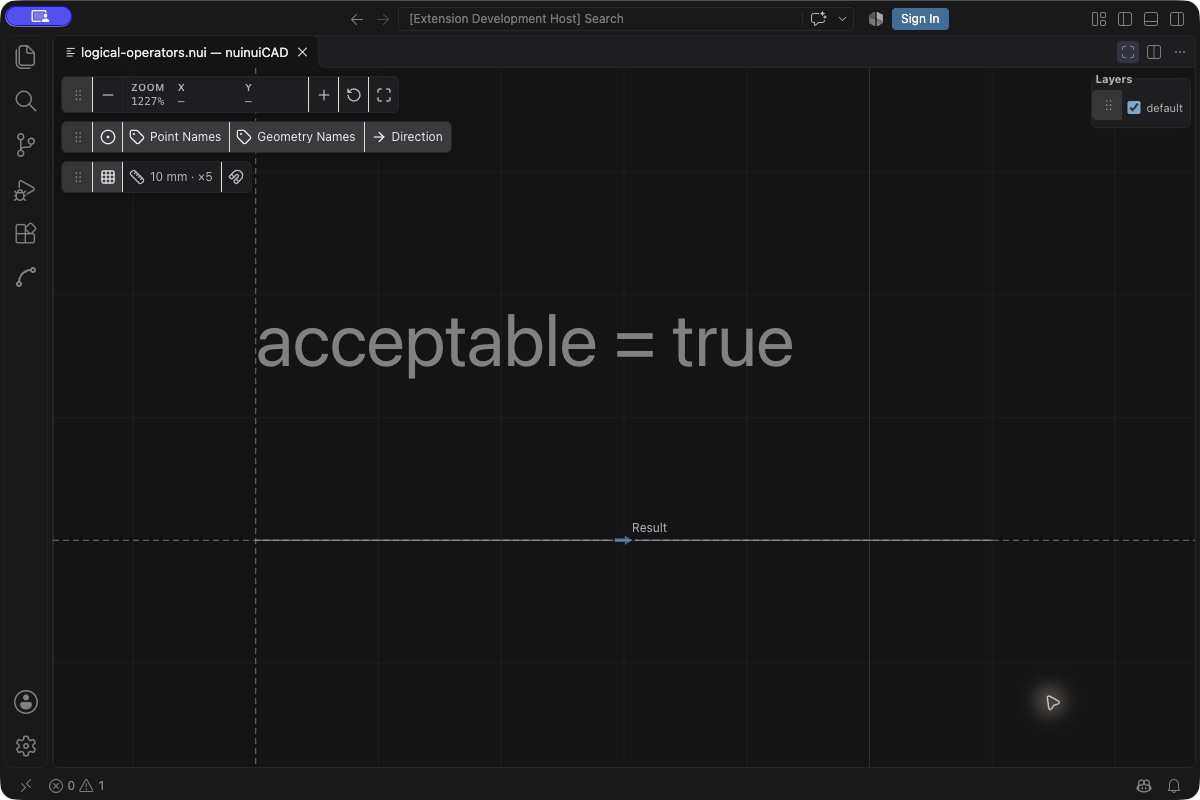 [Extension Development Host] Search
Sign In
logical-operators.nui — nuinuiCAD
ZOOM X Y
1227% – –
Layers
default
Point Names Geometry Names Direction
10 mm · ×5
acceptable = true
Result
0 1